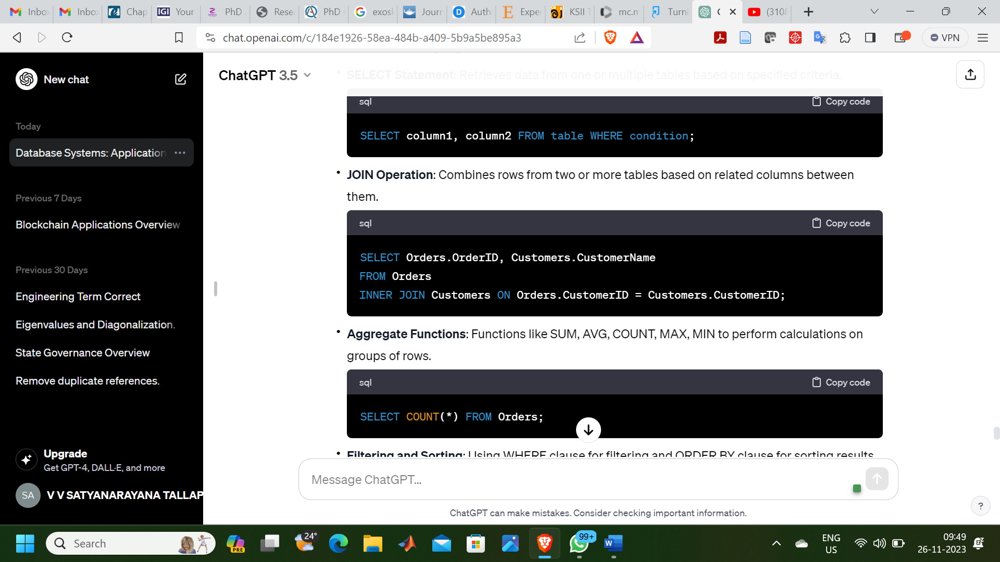 Inbo
Inbo
Chap
IGI
Your
PhD
Rese
PhD
exos
Jour
Auth
Expe
KSII T
mc.m
Turni
(
(3108
chat.openai.com/c/184e1926-58ea-484b-a409-5b9a5be895a3
VPN
New chat
Today
Database Systems: Application
Previous 7 Days
Blockchain Applications Overview
Previous 30 Days
Engineering Term Correct
Eigenvalues and Diagonalization.
State Governance Overview
Remove duplicate references.
Upgrade
Get GPT-4, DALL·E, and more
SA
V V SATYANARAYANA TALLAP
ChatGPT 3.5
SELECT Statement: Retrieves data from one or multiple tables based on specified criteria.
sql
Copy code
SELECT column1, column2 FROM table WHERE condition;
• JOIN Operation: Combines rows from two or more tables based on related columns between
them.
sql
Copy code
SELECT Orders.OrderID, Customers.CustomerName
FROM Orders
INNER JOIN Customers ON Orders.CustomerID = Customers.CustomerID;
• Aggregate Functions: Functions like SUM, AVG, COUNT, MAX, MIN to perform calculations on
groups of rows.
sql
Copy code
SELECT COUNT(*) FROM Orders;
• Filtering and Sorting: Using WHERE clause for filtering and ORDER BY clause for sorting results
Message ChatGPT...
ChatGPT can make mistakes. Consider checking important information.
?
Search
PRE
24°
99+
W
ENG
US
09:49
26-11-2023